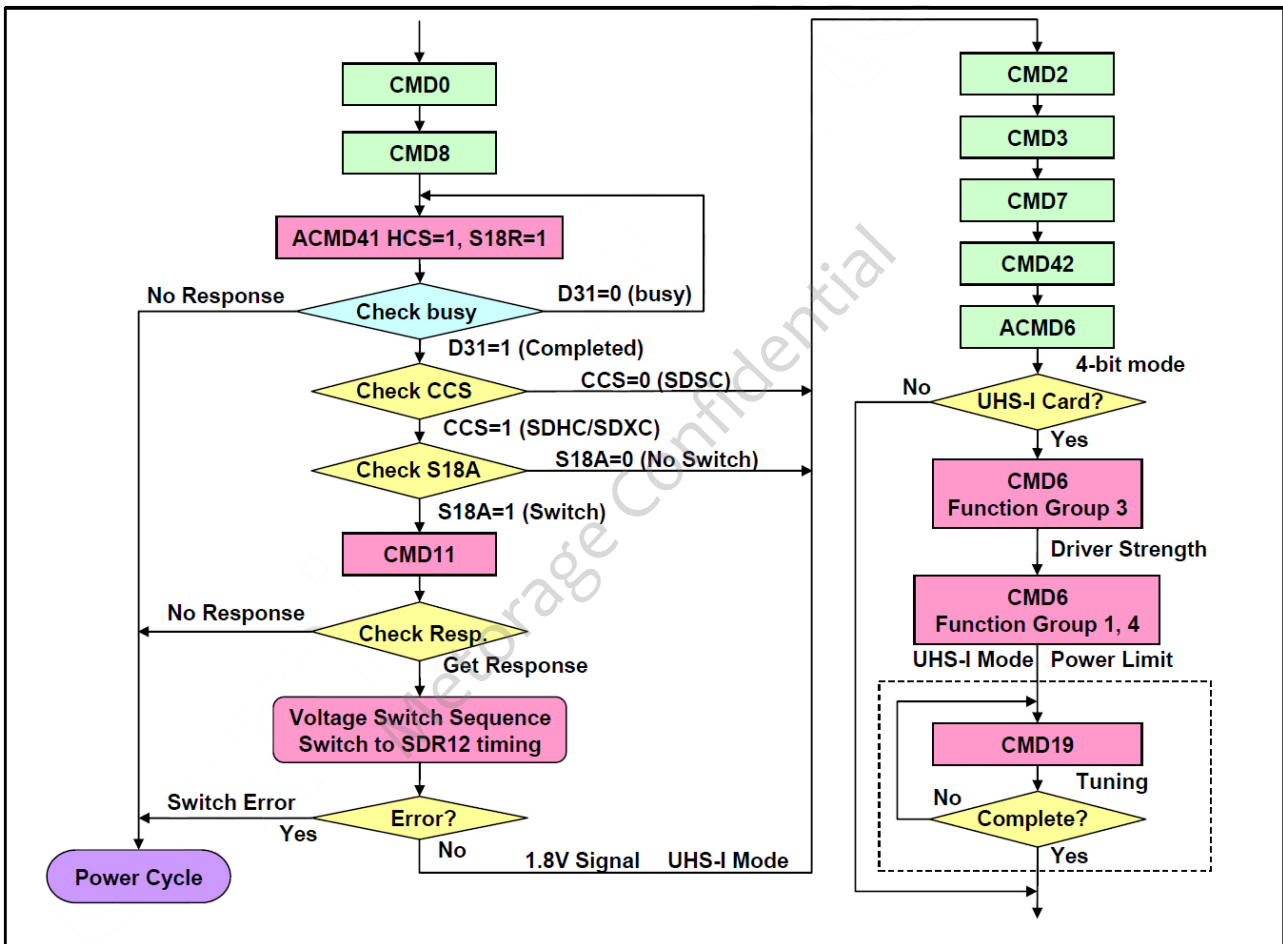 CMD0
CMD8
ACMD41 HCS=1, S18R=1
No Response
D31=0 (busy)
Check busy
D31=1 (Completed)
Check CCS
CCS=0 (SDSC)
CCS=1 (SDHC/SDXC)
Check S18A
S18A=0 (No Switch)
S18A=1 (Switch)
CMD11
No Response
Check Resp.
Get Response
Voltage Switch Sequence
Switch to SDR12 timing
Switch Error
Error?
Yes
No
1.8V Signal UHS-I Mode
Power Cycle
CMD2
CMD3
CMD7
CMD42
ACMD6
4-bit mode
No
UHS-I Card?
Yes
CMD6
Function Group 3
Driver Strength
CMD6
Function Group 1, 4
UHS-I Mode Power Limit
CMD19
Tuning
No
Complete?
Yes
Metorage Confidential